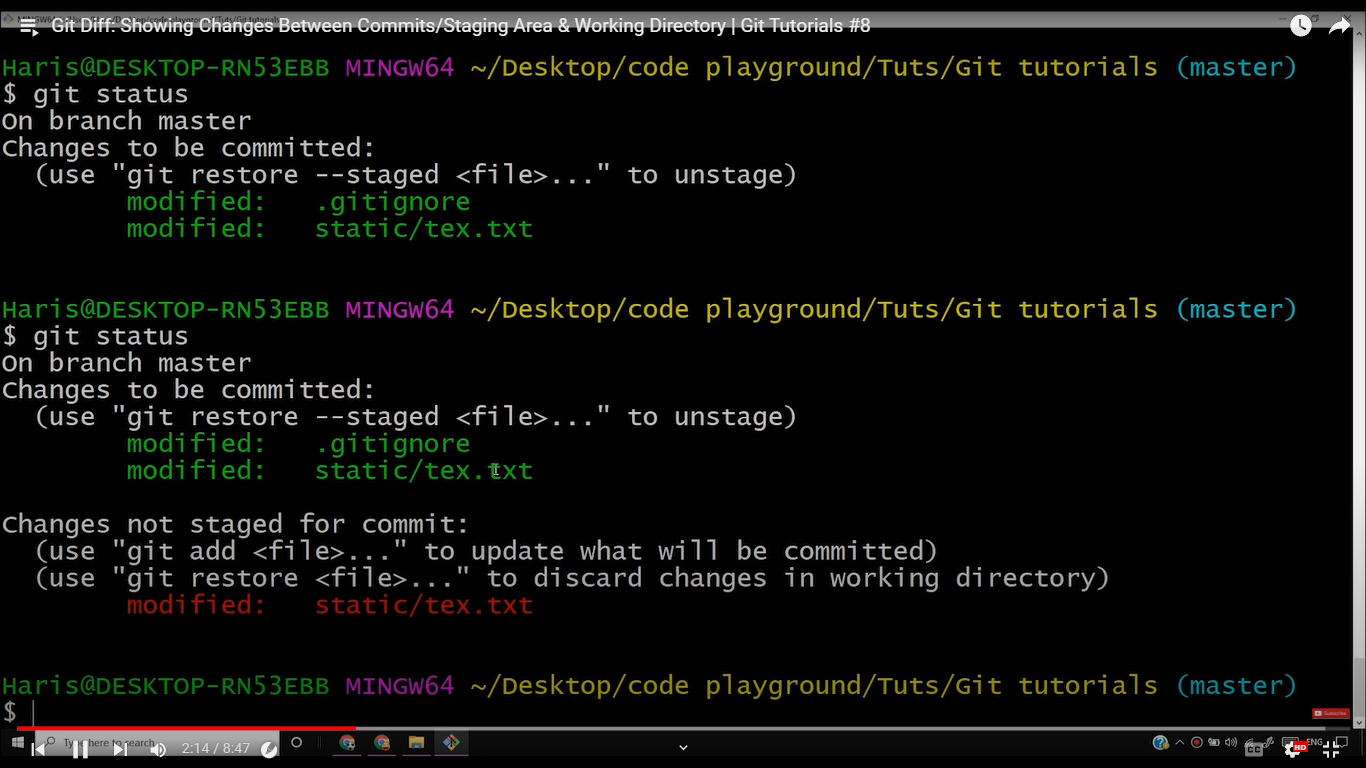 Git Diff: Showing Changes Between Commits/Staging Area & Working Directory | Git Tutorials #8
Haris@DESKTOP-RN53EBB MINGW64 ~/Desktop/code playground/Tuts/Git tutorials (master)
$ git status
On branch master
Changes to be committed:
  (use "git restore --staged <file>..." to unstage)
        modified:   .gitignore
        modified:   static/tex.txt
Haris@DESKTOP-RN53EBB MINGW64 ~/Desktop/code playground/Tuts/Git tutorials (master)
$ git status
On branch master
Changes to be committed:
  (use "git restore --staged <file>..." to unstage)
        modified:   .gitignore
        modified:   static/tex.txt
Changes not staged for commit:
  (use "git add <file>..." to update what will be committed)
  (use "git restore <file>..." to discard changes in working directory)
        modified:   static/tex.txt
Haris@DESKTOP-RN53EBB MINGW64 ~/Desktop/code playground/Tuts/Git tutorials (master)
$
Subscribe
Type here to search
2:14 / 8:47
ENG
CC
HD